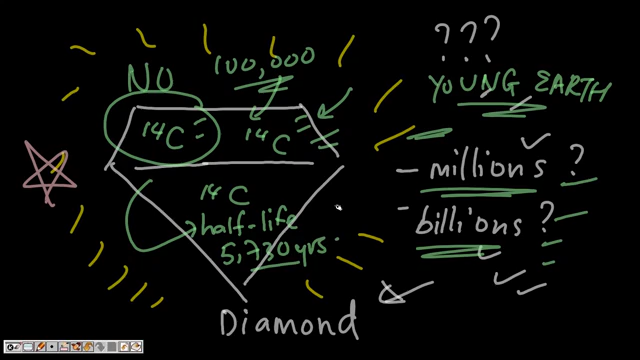 ???
NO
100,000
YOUNG EARTH
14C
14C
millions ?
14C
half-life
5,730 yrs
billions ?
Diamond